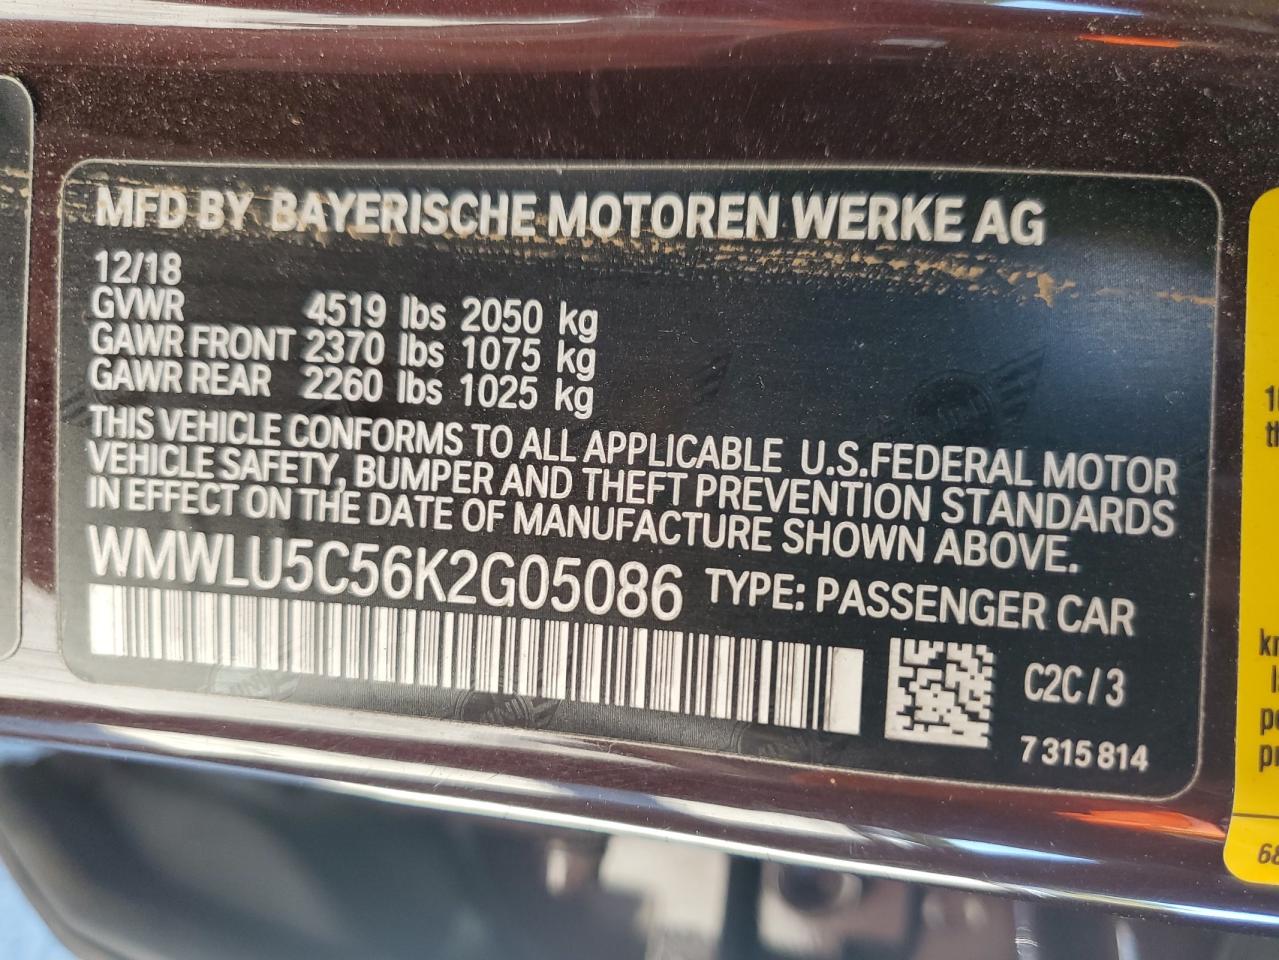 MFD BY BAYERISCHE MOTOREN WERKE AG
12/18
GVWR 4519 lbs 2050 kg
GAWR FRONT 2370 lbs 1075 kg
GAWR REAR 2260 lbs 1025 kg
THIS VEHICLE CONFORMS TO ALL APPLICABLE U.S.FEDERAL MOTOR
VEHICLE SAFETY, BUMPER AND THEFT PREVENTION STANDARDS
IN EFFECT ON THE DATE OF MANUFACTURE SHOWN ABOVE.
WMWLU5C56K2G05086 TYPE: PASSENGER CAR
C2C/3
7 315 814